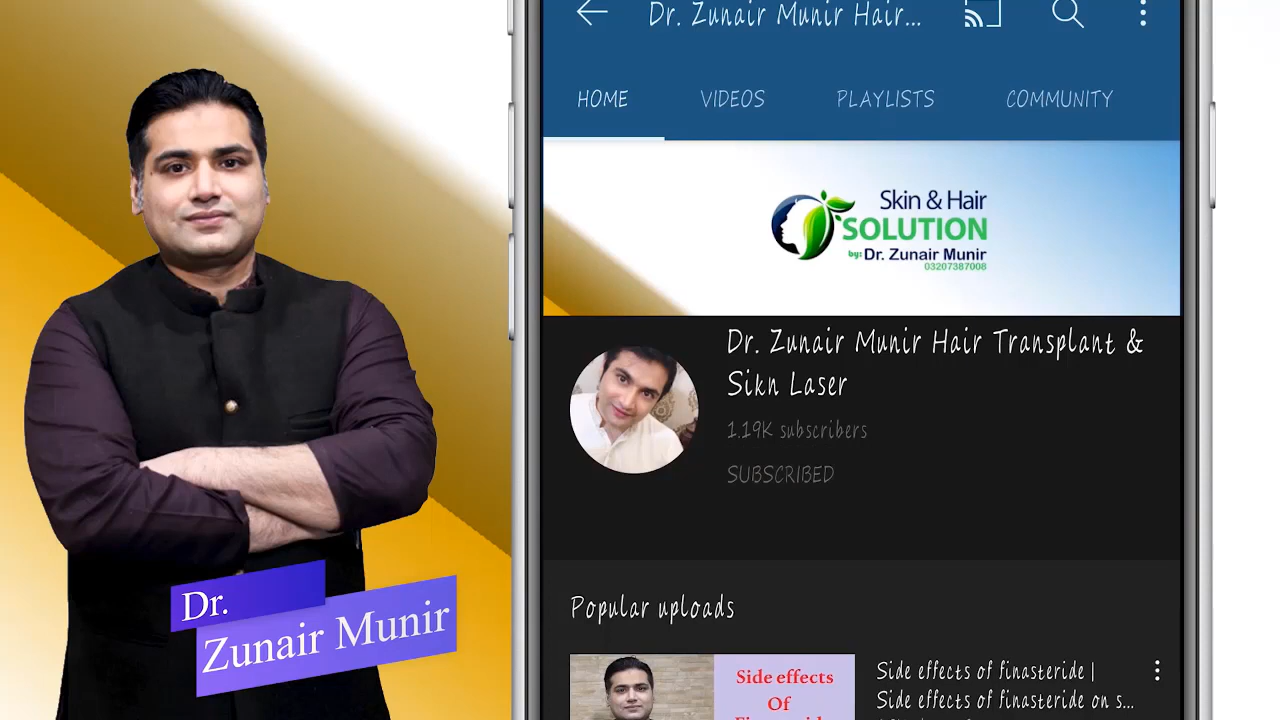 Dr. Zunair Munir Hair...
HOME VIDEOS PLAYLISTS COMMUNITY
Skin & Hair
SOLUTION
by: Dr. Zunair Munir
03207387008
Dr. Zunair Munir Hair Transplant &
Sikn Laser
1.19K subscribers
SUBSCRIBED
Popular uploads
Side effects
Of
Side effects of finasteride |
Side effects of finasteride on s...
Dr.
Zunair Munir